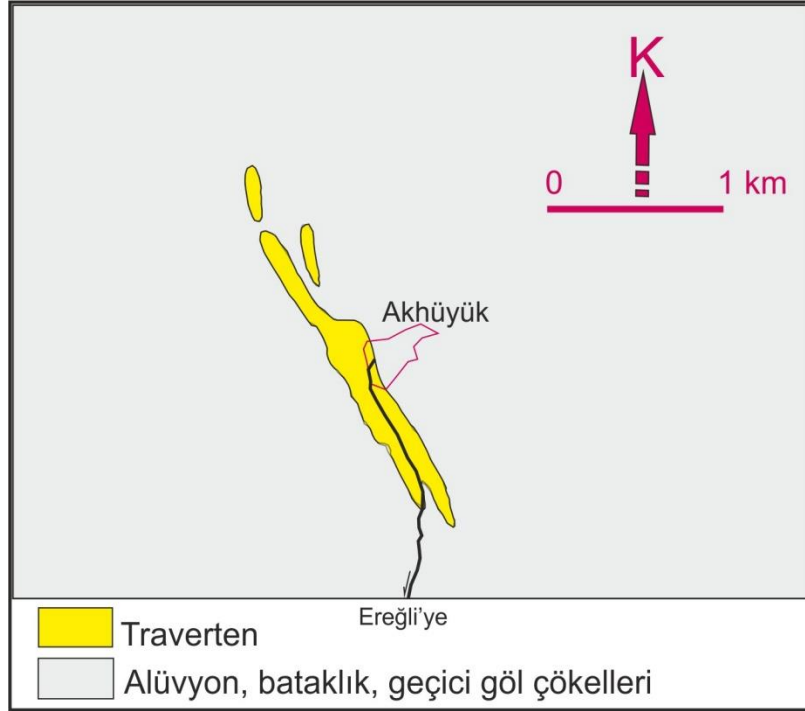 K
0 1 km
Akhüyük
Ereğli’ye
Traverten
Alüvyon, bataklık, geçici göl çökelleri